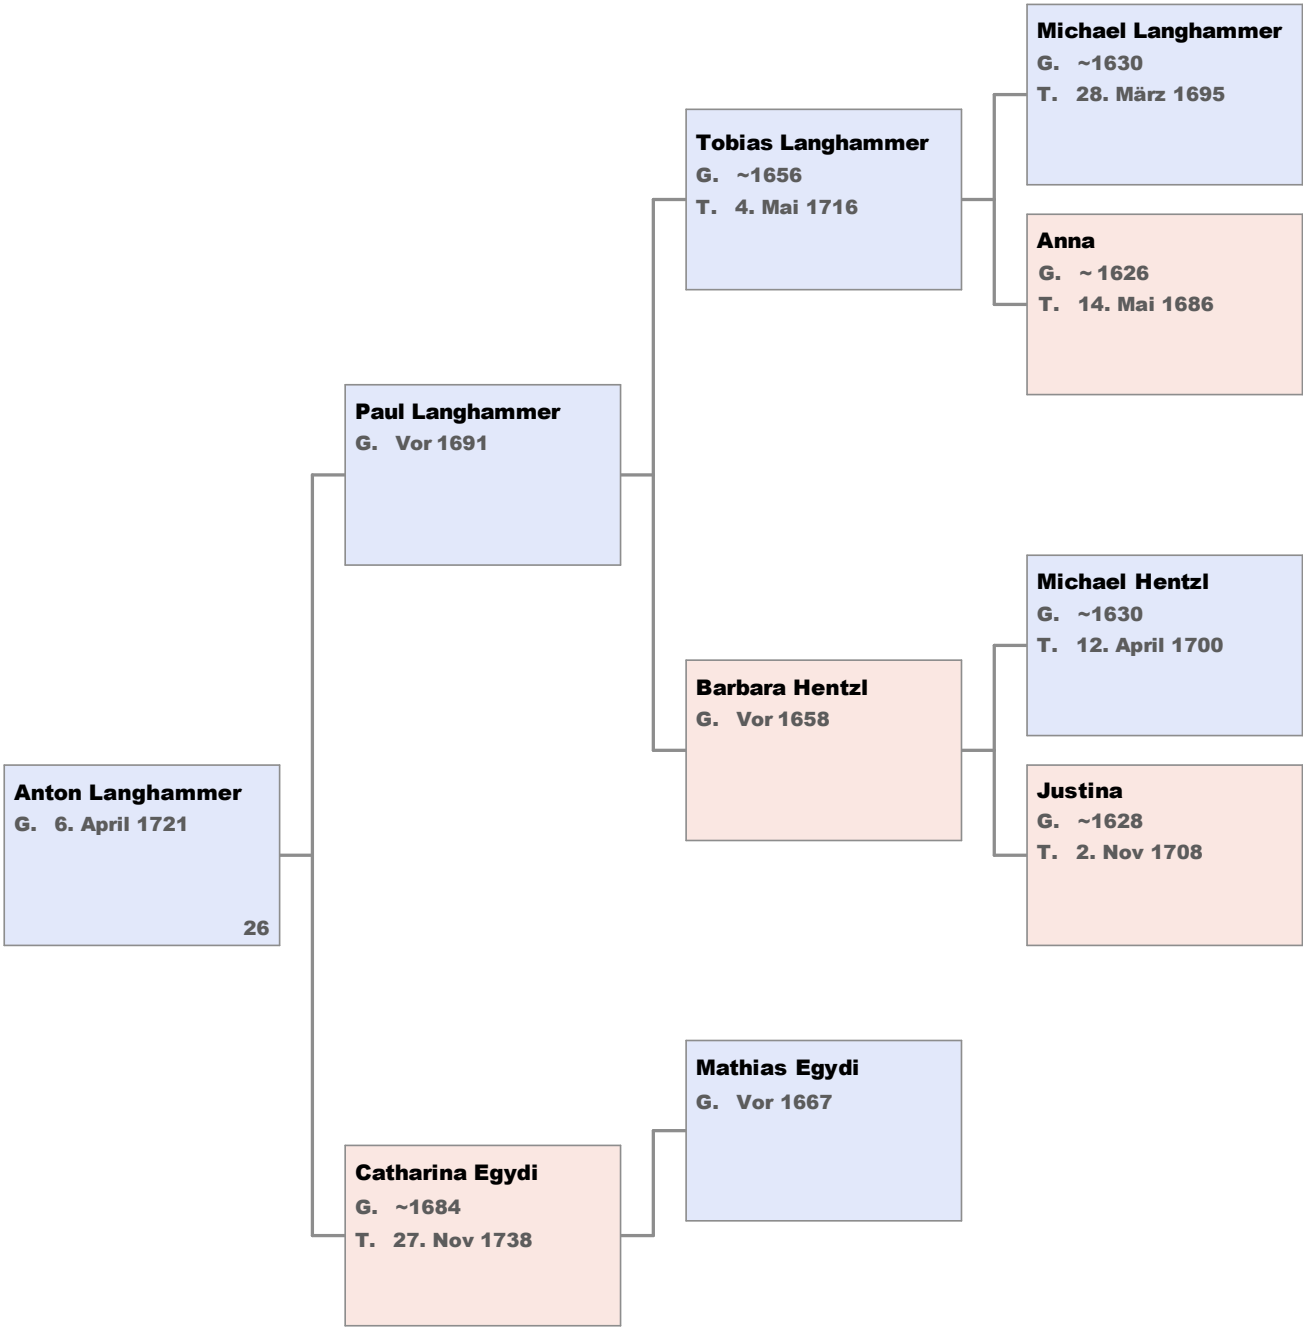 Michael Langhammer
G. ~1630
T. 28. März 1695
Tobias Langhammer
G. ~1656
T. 4. Mai 1716
Anna
G. ~ 1626
T. 14. Mai 1686
Paul Langhammer
G. Vor 1691
Michael Hentzl
G. ~1630
T. 12. April 1700
Barbara Hentzl
G. Vor 1658
Anton Langhammer
G. 6. April 1721
26
Justina
G. ~1628
T. 2. Nov 1708
Mathias Egydi
G. Vor 1667
Catharina Egydi
G. ~1684
T. 27. Nov 1738